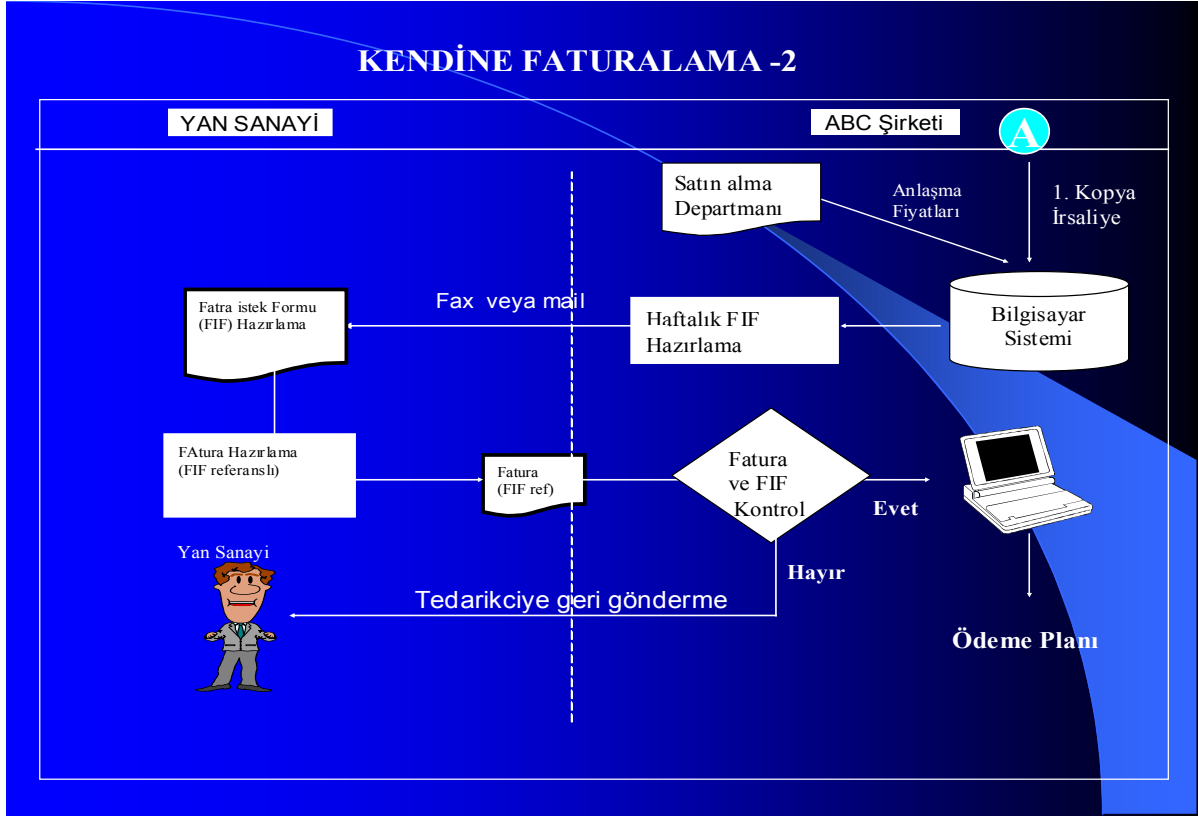 KENDİNE FATURALAMA -2
YAN SANAYİ
ABC Şirketi
A
Satın alma
Departmanı
Anlaşma
Fiyatları
1. Kopya
İrsaliye
Fatra istek Formu
(FIF) Hazırlama
Fax veya mail
Haftalık FIF
Hazırlama
Bilgisayar
Sistemi
FAtura Hazırlama
(FIF referanslı)
Fatura
(FIF ref)
Fatura
ve FIF
Kontrol
Evet
Hayır
Yan Sanayi
Tedarikciye geri gönderme
Ödeme Planı